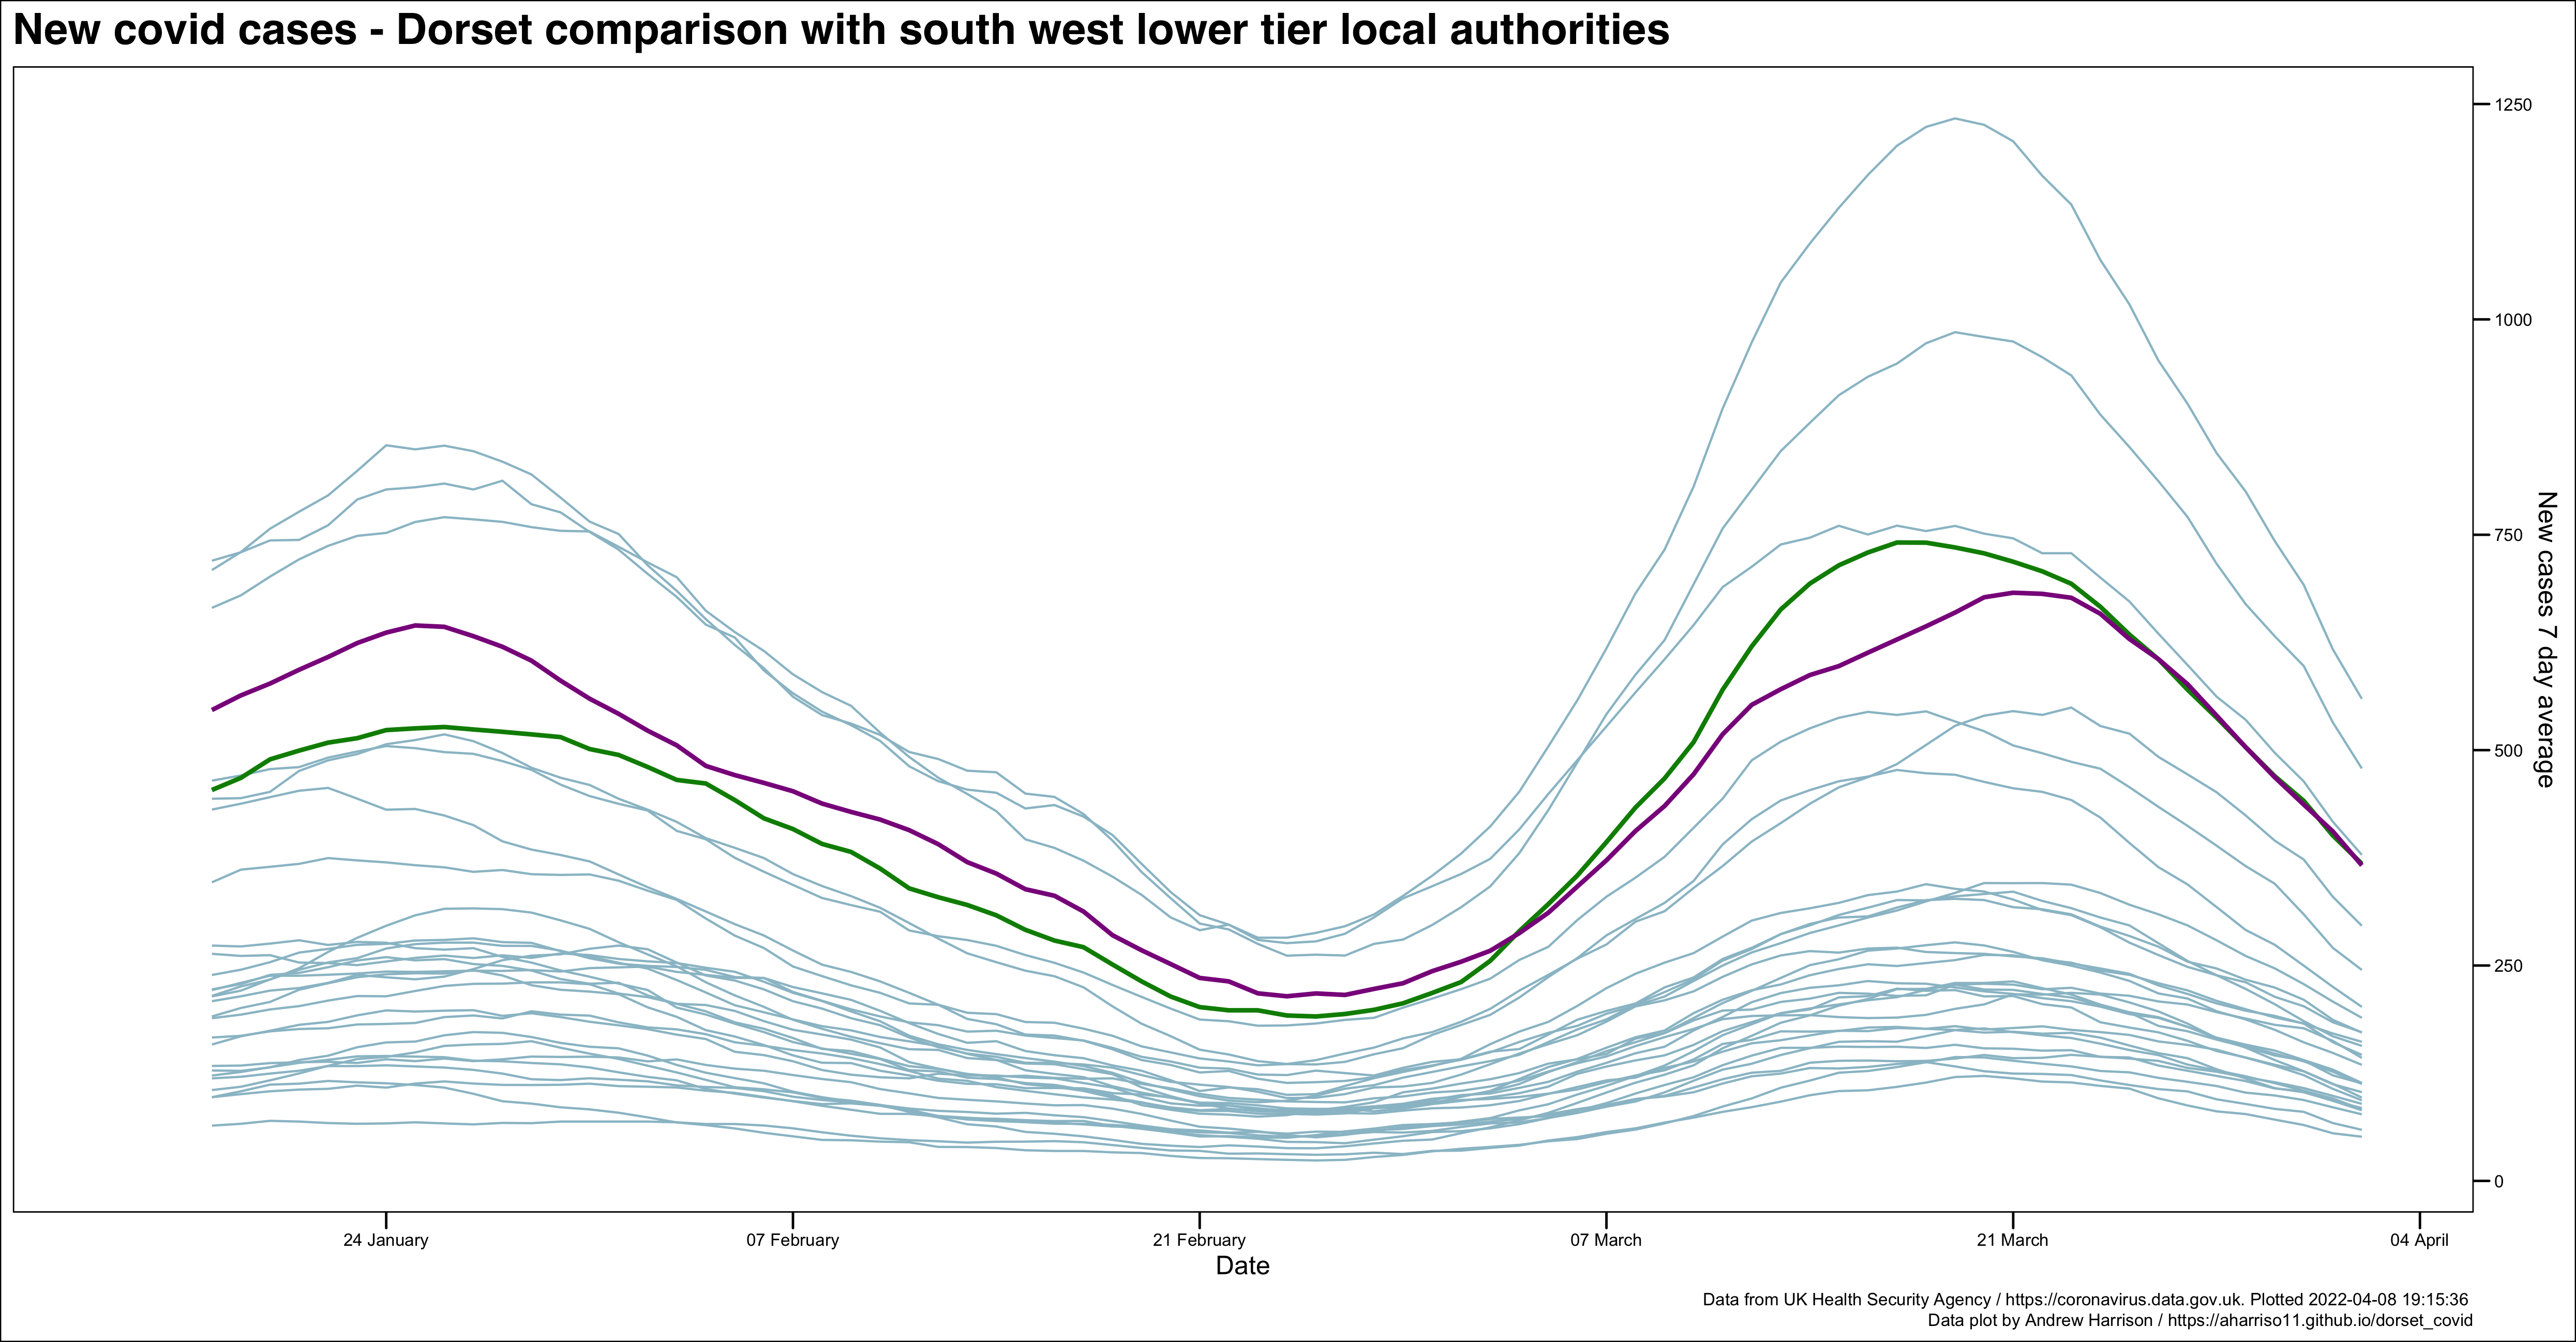 New covid cases - Dorset comparison with south west lower tier local authorities
1250
1000
750
500
250
0
New cases 7 day average
24 January
07 February
21 February
07 March
21 March
04 April
Date
Data from UK Health Security Agency / https://coronavirus.data.gov.uk. Plotted 2022-04-08 19:15:36
Data plot by Andrew Harrison / https://aharriso11.github.io/dorset_covid